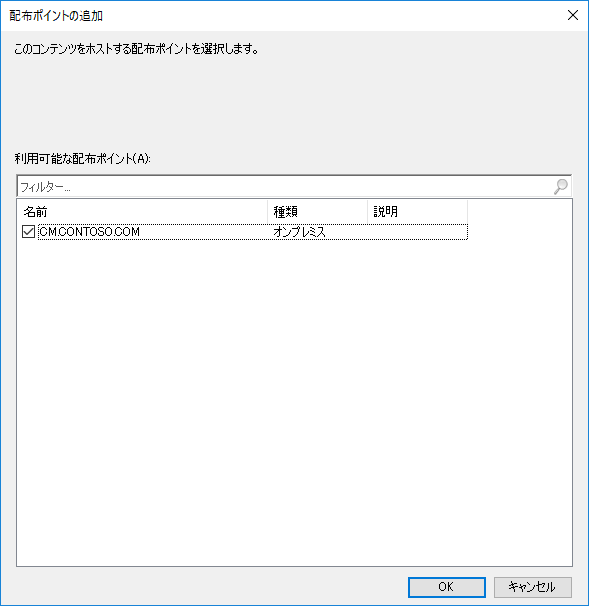 配布ポイントの追加
このコンテンツをホストする配布ポイントを選択します。
利用可能な配布ポイント(A):
フィルター...
名前 種類 説明
CM.CONTOSO.COM オンプレミス
OK キャンセル